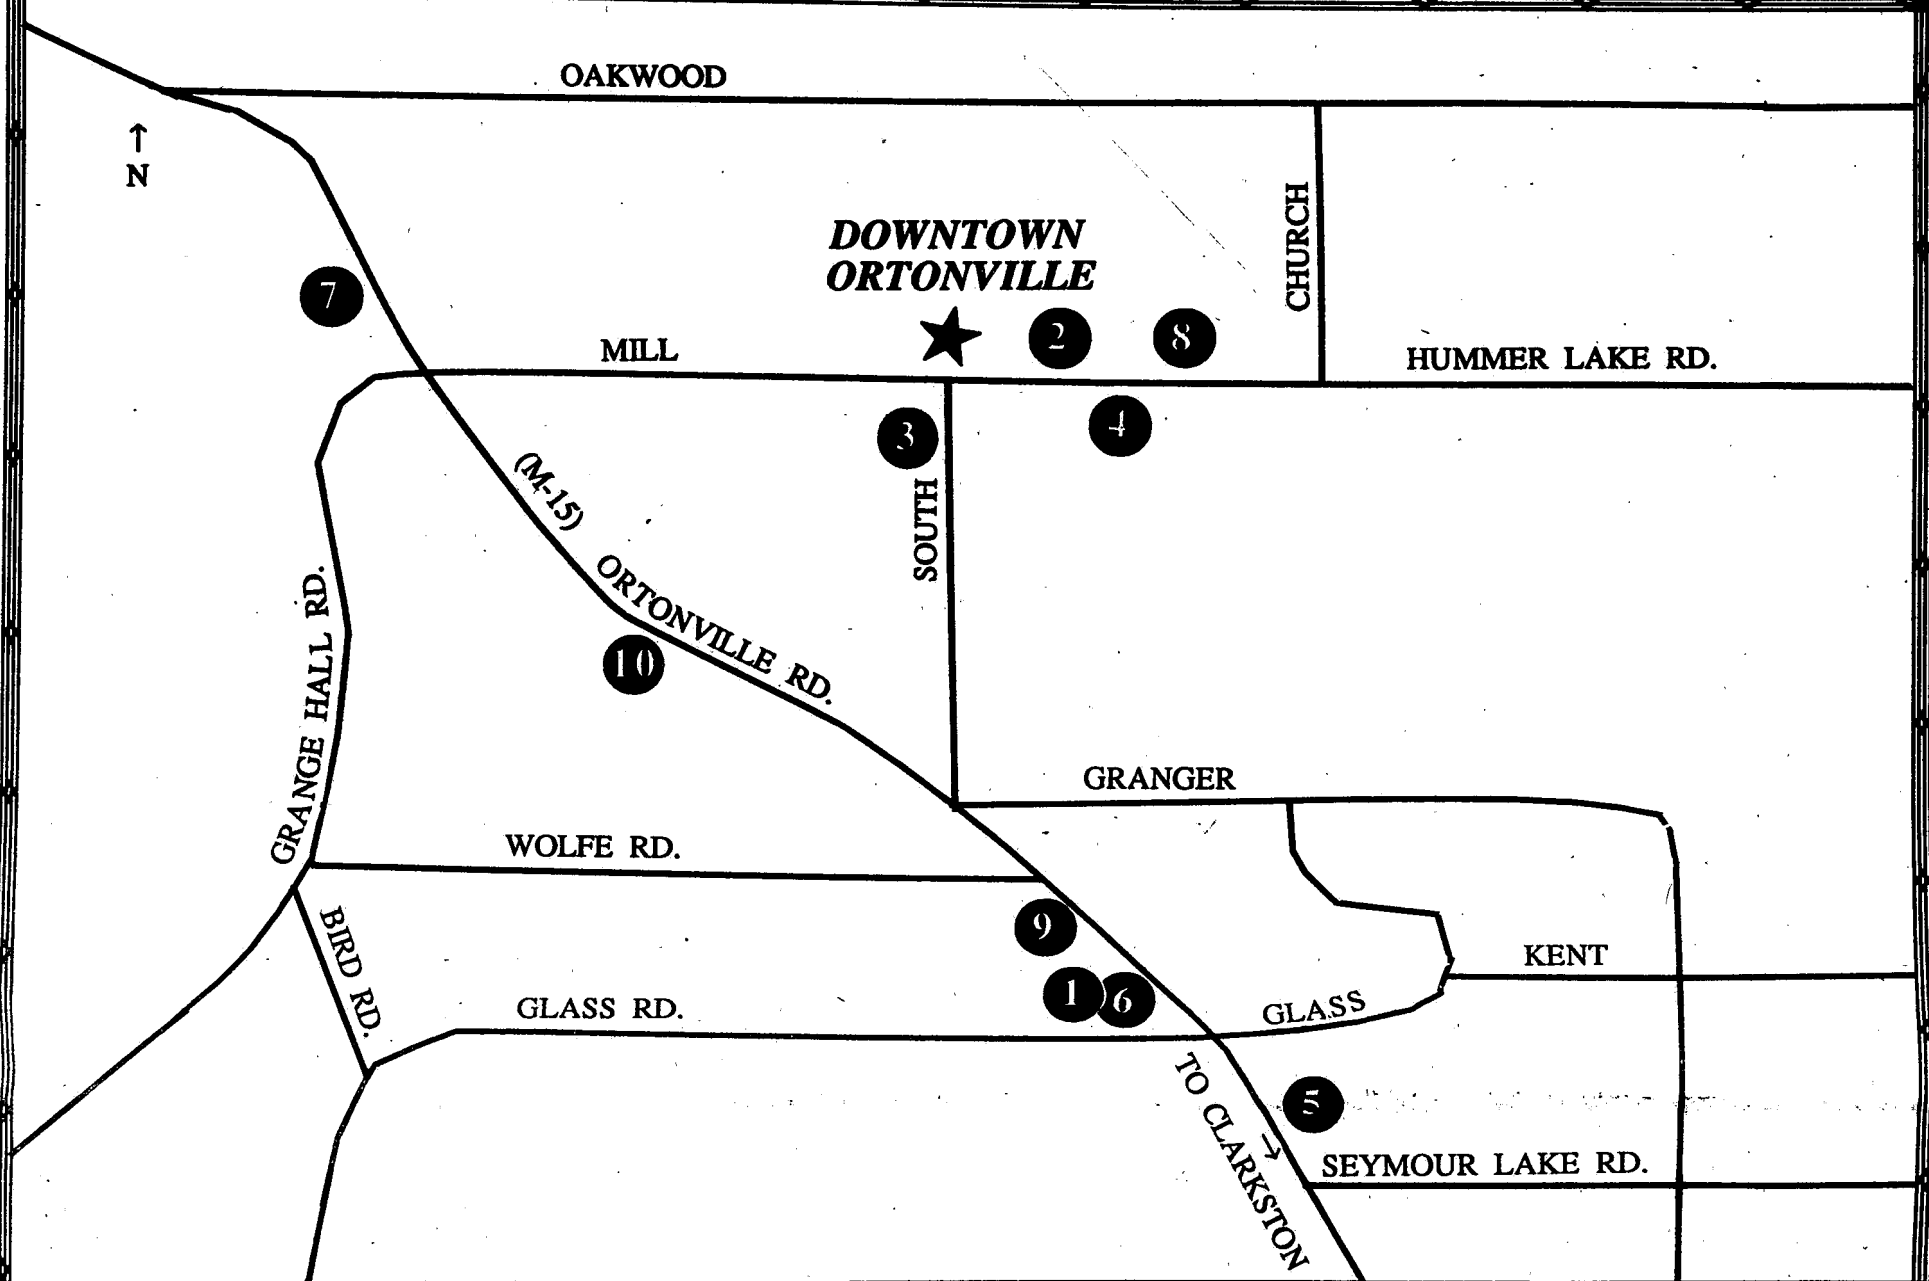 OAKWOOD
↑
N
CHURCH
DOWNTOWN
ORTONVILLE
7
★
2
8
MILL
HUMMER LAKE RD.
3
4
(M-15)
SOUTH
ORTONVILLE RD.
10
GRANGE HALL RD.
GRANGER
WOLFE RD.
BIRD RD.
9
KENT
1
6
GLASS RD.
GLASS
TO CLARKSTON
→
5
SEYMOUR LAKE RD.